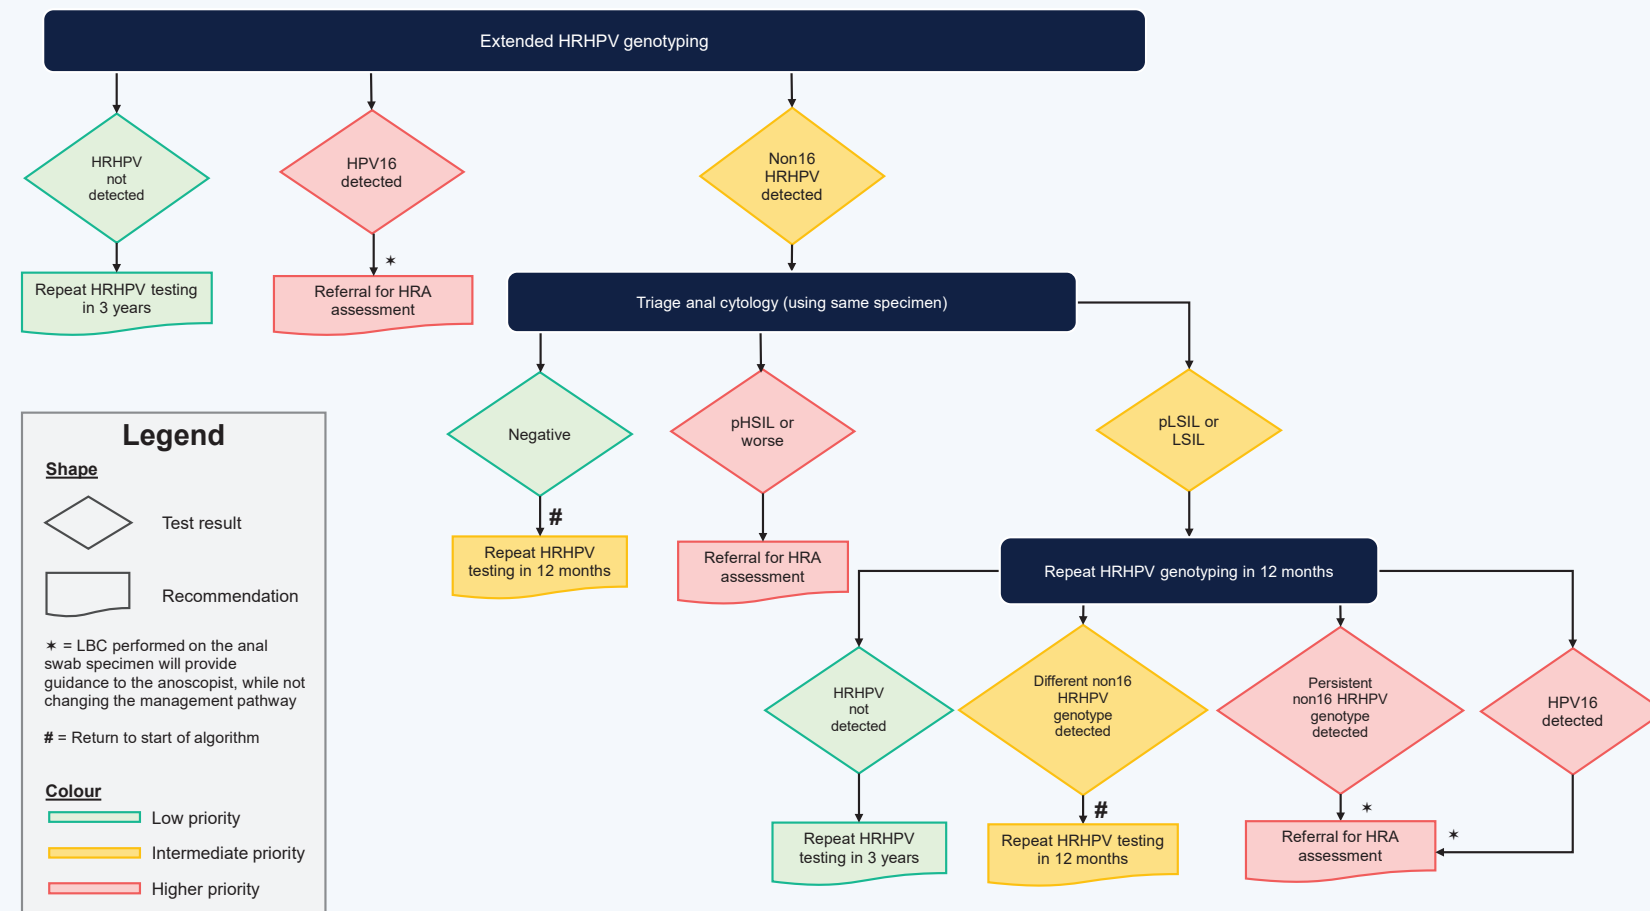 Extended HRHPV genotyping
HRHPV
not
detected
HPV16
detected
Non16
HRHPV
detected
Repeat HRHPV testing
in 3 years
✶
Referral for HRA
assessment
Triage anal cytology (using same specimen)
Negative
pHSIL or
worse
pLSIL or
LSIL
#
Repeat HRHPV
testing in 12 months
Referral for HRA
assessment
Repeat HRHPV genotyping in 12 months
HRHPV
not
detected
Different non16
HRHPV
genotype
detected
Persistent
non16 HRHPV
genotype
detected
HPV16
detected
Repeat HRHPV
testing in 3 years
#
Repeat HRHPV testing
in 12 months
✶
Referral for HRA
assessment
✶
Legend
Shape
Test result
Recommendation
✶ = LBC performed on the anal
swab specimen will provide
guidance to the anoscopist, while not
changing the management pathway
# = Return to start of algorithm
Colour
Low priority
Intermediate priority
Higher priority